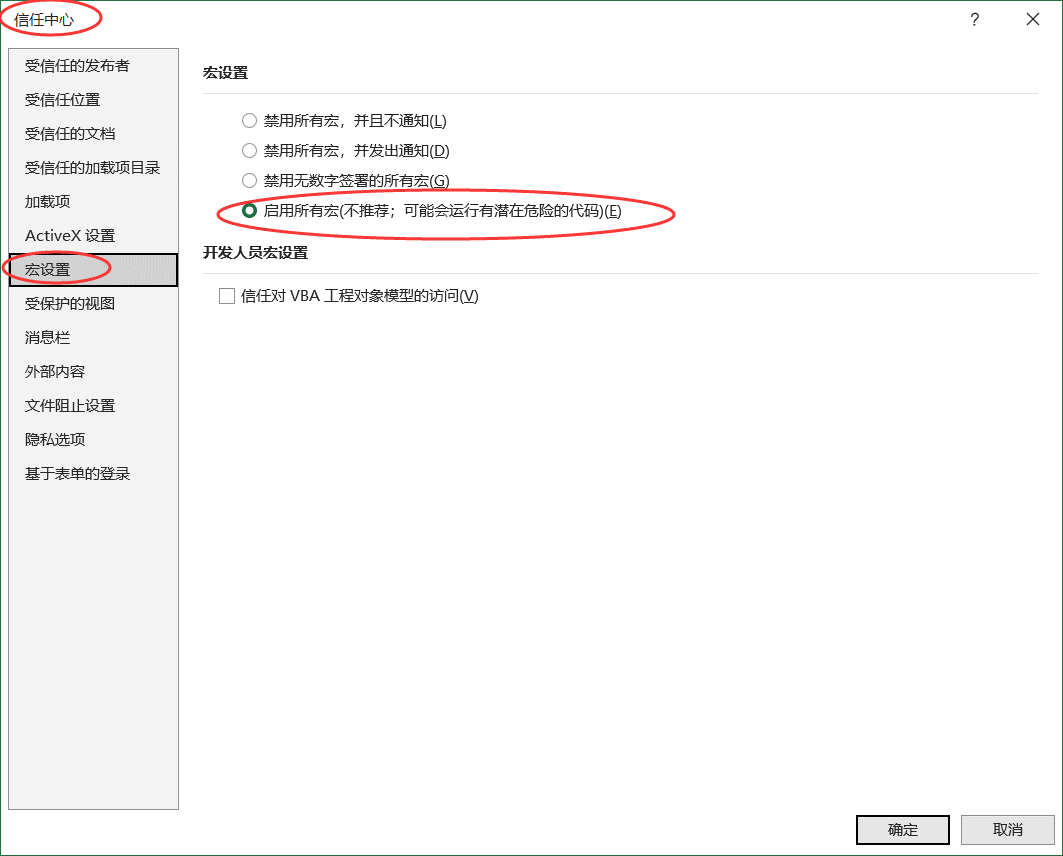 信任中心
?
受信任的发布者
受信任位置
受信任的文档
受信任的加载项目录
加载项
ActiveX 设置
宏设置
受保护的视图
消息栏
外部内容
文件阻止设置
隐私选项
基于表单的登录
宏设置
禁用所有宏，并且不通知(L)
禁用所有宏，并发出通知(D)
禁用无数字签署的所有宏(G)
启用所有宏(不推荐；可能会运行有潜在危险的代码)(E)
开发人员宏设置
信任对 VBA 工程对象模型的访问(V)
确定
取消